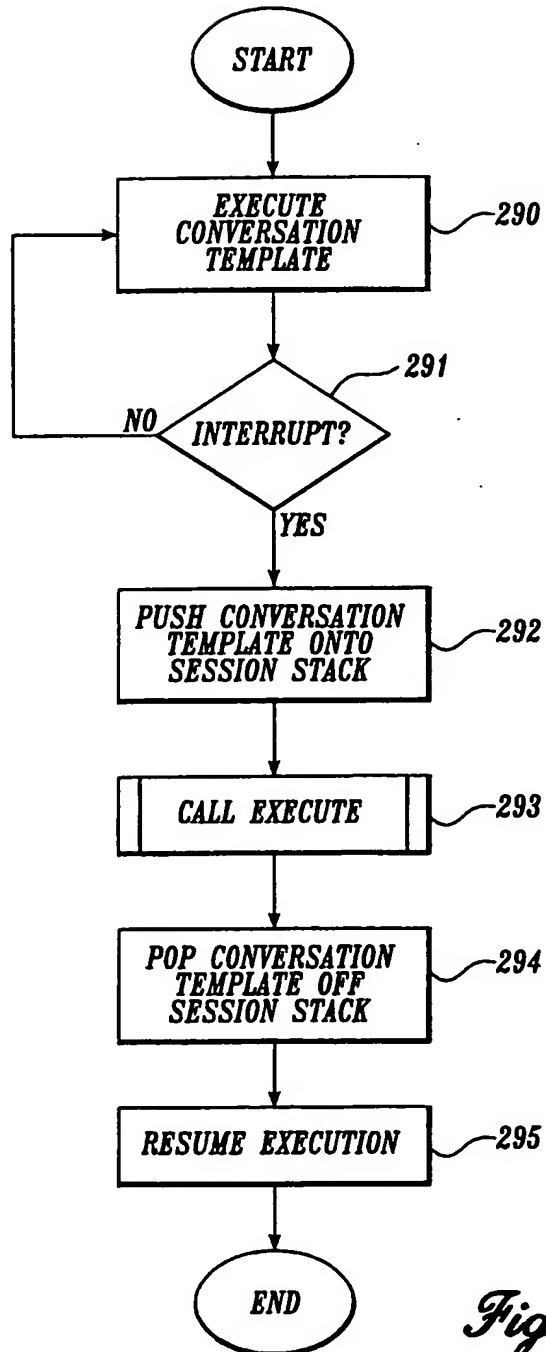 START
EXECUTE
CONVERSATION
TEMPLATE
290
291
INTERRUPT?
NO
YES
PUSH CONVERSATION
TEMPLATE ONTO
SESSION STACK
292
CALL EXECUTE
293
POP CONVERSATION
TEMPLATE OFF
SESSION STACK
294
RESUME EXECUTION
295
END
Fig